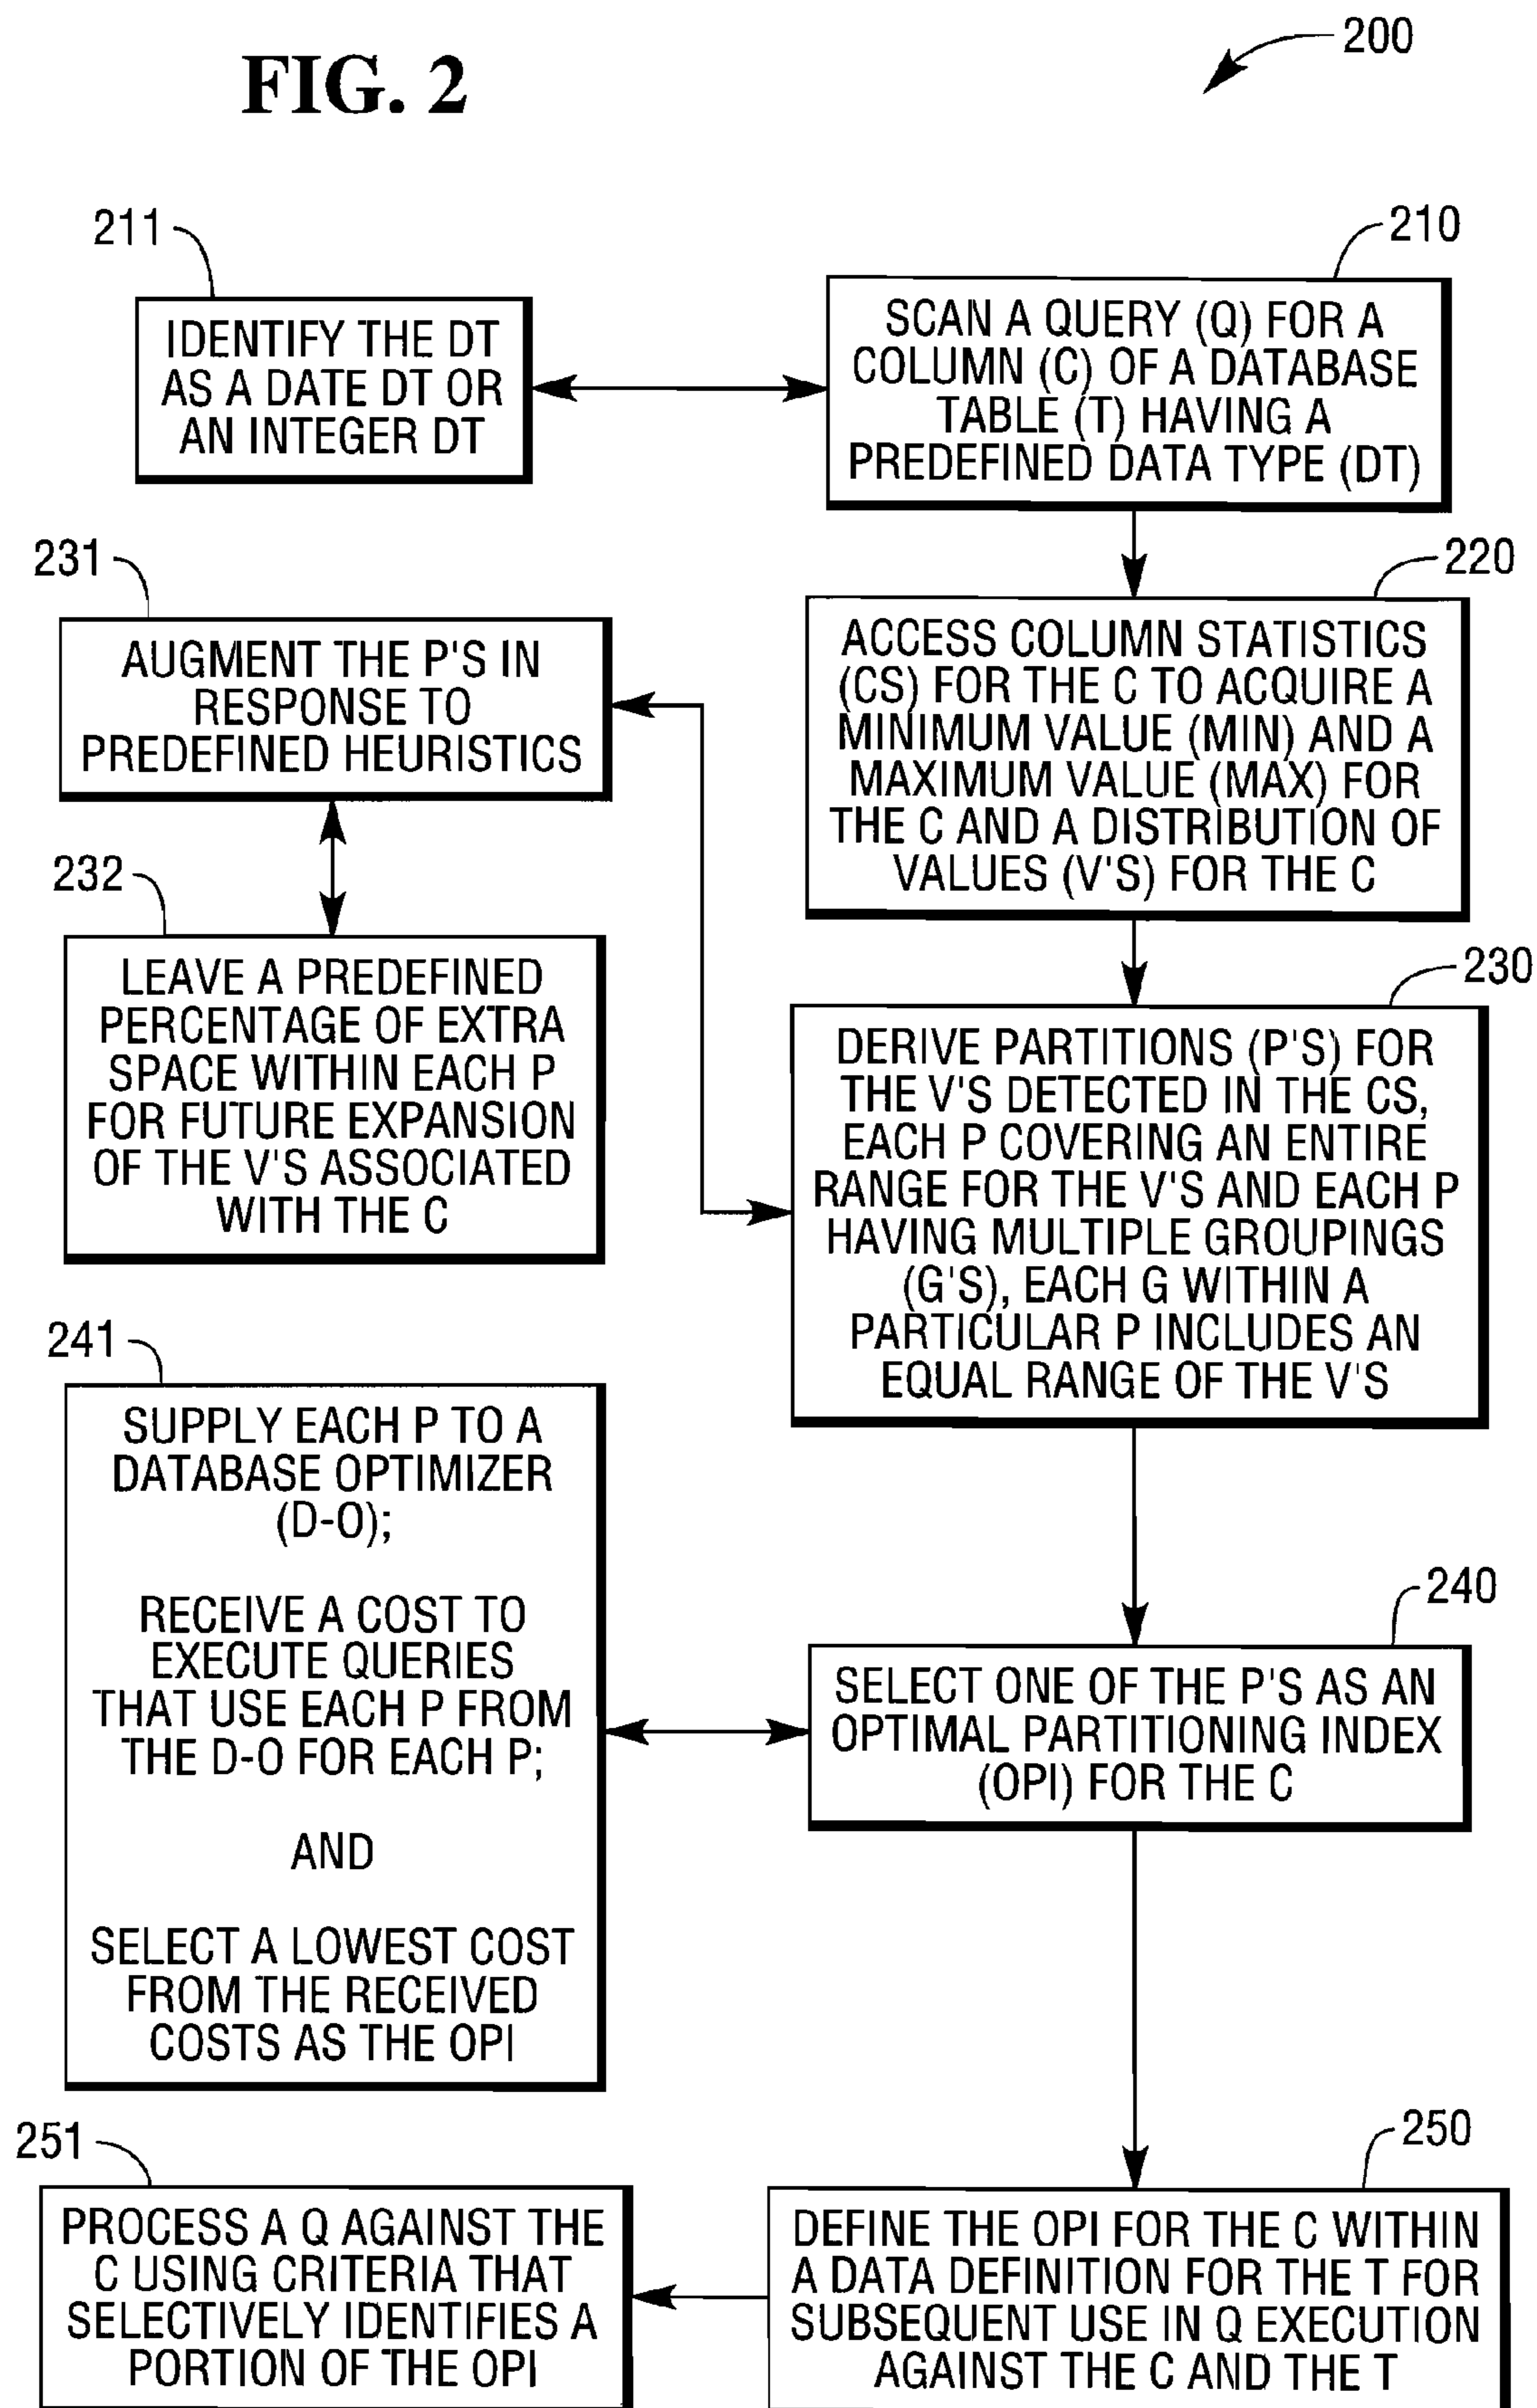 FIG. 2
200
211
IDENTIFY THE DT
AS A DATE DT OR
AN INTEGER DT
210
SCAN A QUERY (Q) FOR A
COLUMN (C) OF A DATABASE
TABLE (T) HAVING A
PREDEFINED DATA TYPE (DT)
231
AUGMENT THE P'S IN
RESPONSE TO
PREDEFINED HEURISTICS
220
ACCESS COLUMN STATISTICS
(CS) FOR THE C TO ACQUIRE A
MINIMUM VALUE (MIN) AND A
MAXIMUM VALUE (MAX) FOR
THE C AND A DISTRIBUTION OF
VALUES (V'S) FOR THE C
232
LEAVE A PREDEFINED
PERCENTAGE OF EXTRA
SPACE WITHIN EACH P
FOR FUTURE EXPANSION
OF THE V'S ASSOCIATED
WITH THE C
230
DERIVE PARTITIONS (P'S) FOR
THE V'S DETECTED IN THE CS,
EACH P COVERING AN ENTIRE
RANGE FOR THE V'S AND EACH P
HAVING MULTIPLE GROUPINGS
(G'S), EACH G WITHIN A
PARTICULAR P INCLUDES AN
EQUAL RANGE OF THE V'S
241
SUPPLY EACH P TO A
DATABASE OPTIMIZER
(D-O);
RECEIVE A COST TO
EXECUTE QUERIES
THAT USE EACH P FROM
THE D-O FOR EACH P;
AND
SELECT A LOWEST COST
FROM THE RECEIVED
COSTS AS THE OPI
240
SELECT ONE OF THE P'S AS AN
OPTIMAL PARTITIONING INDEX
(OPI) FOR THE C
251
PROCESS A Q AGAINST THE
C USING CRITERIA THAT
SELECTIVELY IDENTIFIES A
PORTION OF THE OPI
250
DEFINE THE OPI FOR THE C WITHIN
A DATA DEFINITION FOR THE T FOR
SUBSEQUENT USE IN Q EXECUTION
AGAINST THE C AND THE T